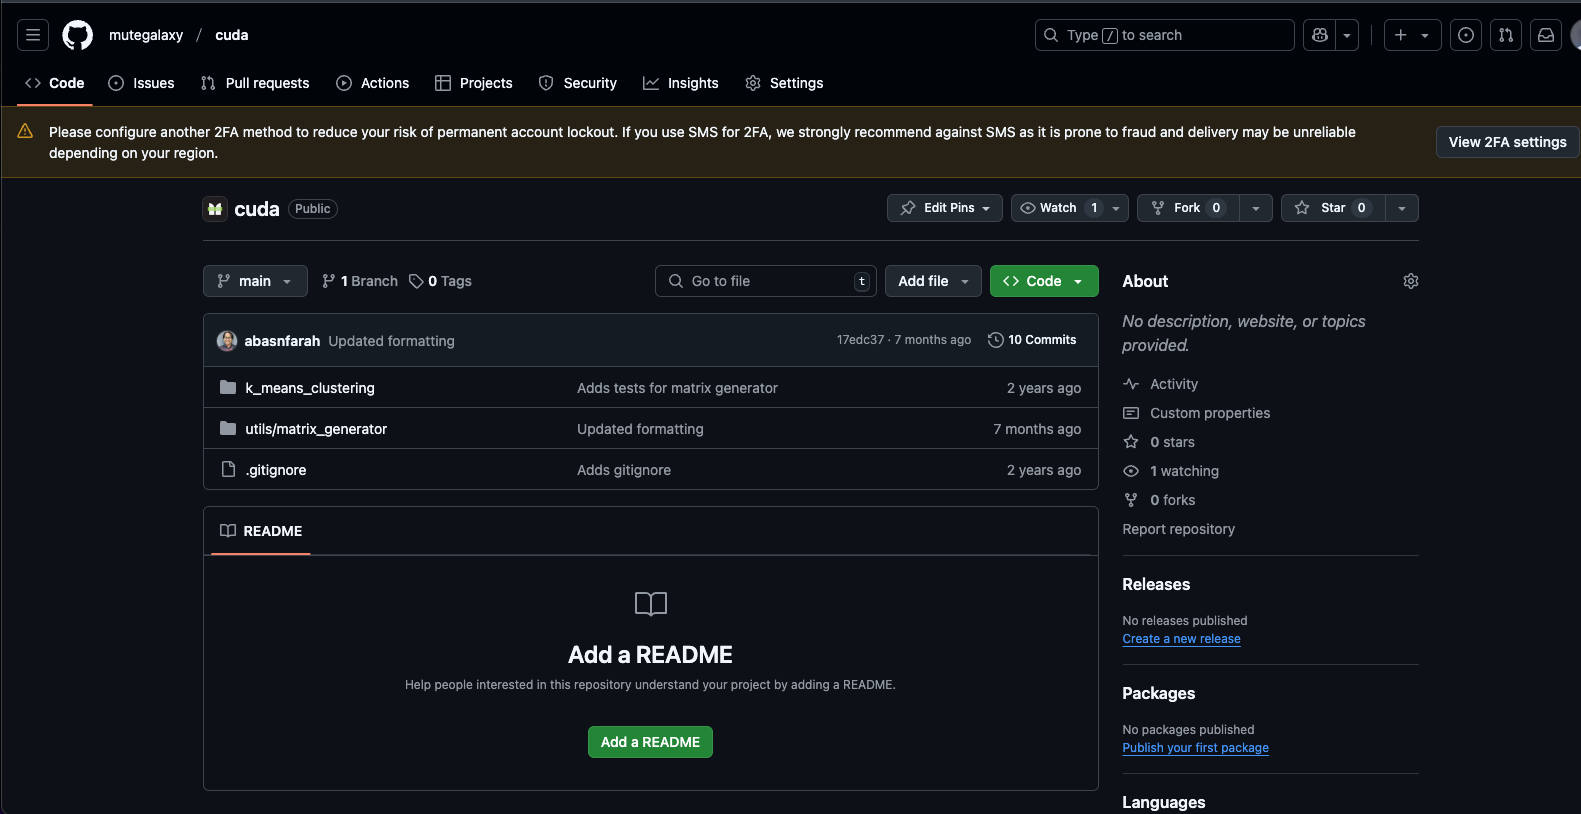 mutegalaxy / cuda
Type / to search
Code
Issues
Pull requests
Actions
Projects
Security
Insights
Settings
Please configure another 2FA method to reduce your risk of permanent account lockout. If you use SMS for 2FA, we strongly recommend against SMS as it is prone to fraud and delivery may be unreliable
depending on your region.
View 2FA settings
cuda Public
Edit Pins
Watch 1
Fork 0
Star 0
main
1 Branch
0 Tags
Go to file t
Add file
Code
abasnfarah Updated formatting 17edc37 · 7 months ago 10 Commits
k_means_clustering Adds tests for matrix generator 2 years ago
utils/matrix_generator Updated formatting 7 months ago
.gitignore Adds gitignore 2 years ago
README
Add a README
Help people interested in this repository understand your project by adding a README.
Add a README
About
No description, website, or topics
provided.
Activity
Custom properties
0 stars
1 watching
0 forks
Report repository
Releases
No releases published
Create a new release
Packages
No packages published
Publish your first package
Languages